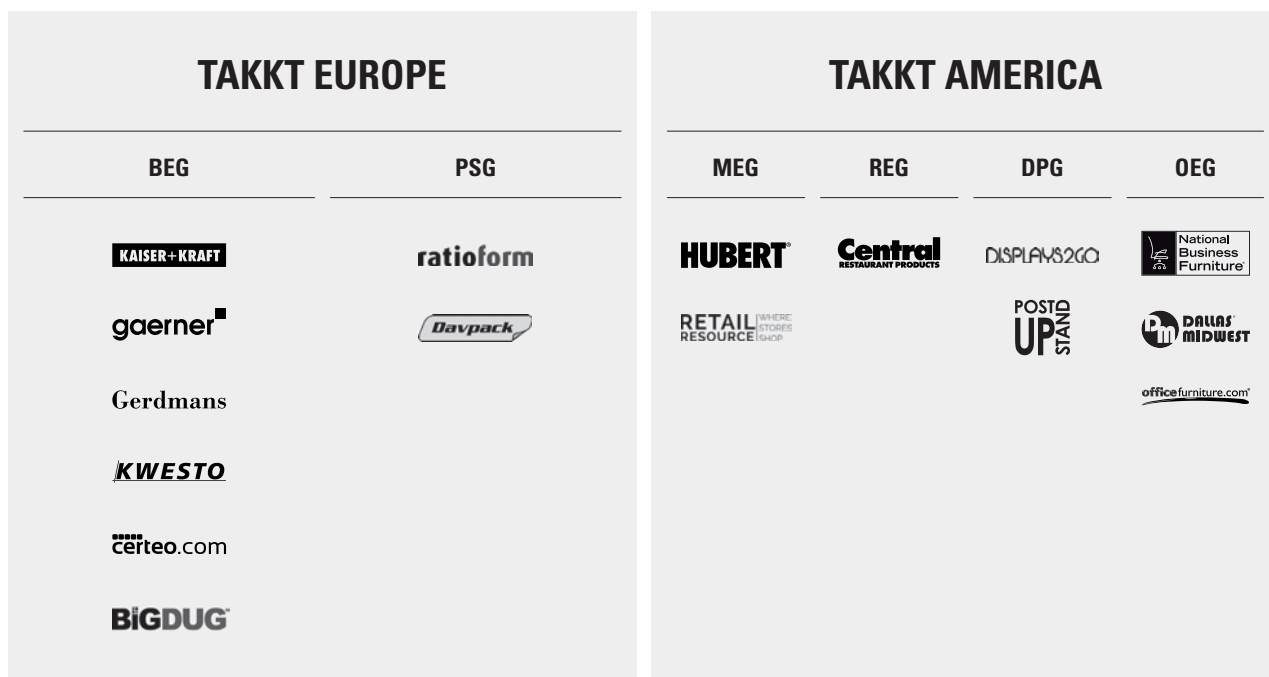 TAKKT EUROPE
BEG
PSG
KAISER+KRAFT
ratioform
gaerner
Davpack
Gerdmans
KWESTO
certeo.com
BiGDUG™
TAKKT AMERICA
MEG
REG
DPG
OEG
HUBERT®
Central
RESTAURANT PRODUCTS
DISPLAYS2GO
National
Business
Furniture®
RETAIL
RESOURCE
WHERE
STORES
SHOP
POST
UP
STAND
DM
DALLAS
MIDWEST
officefurniture.com®